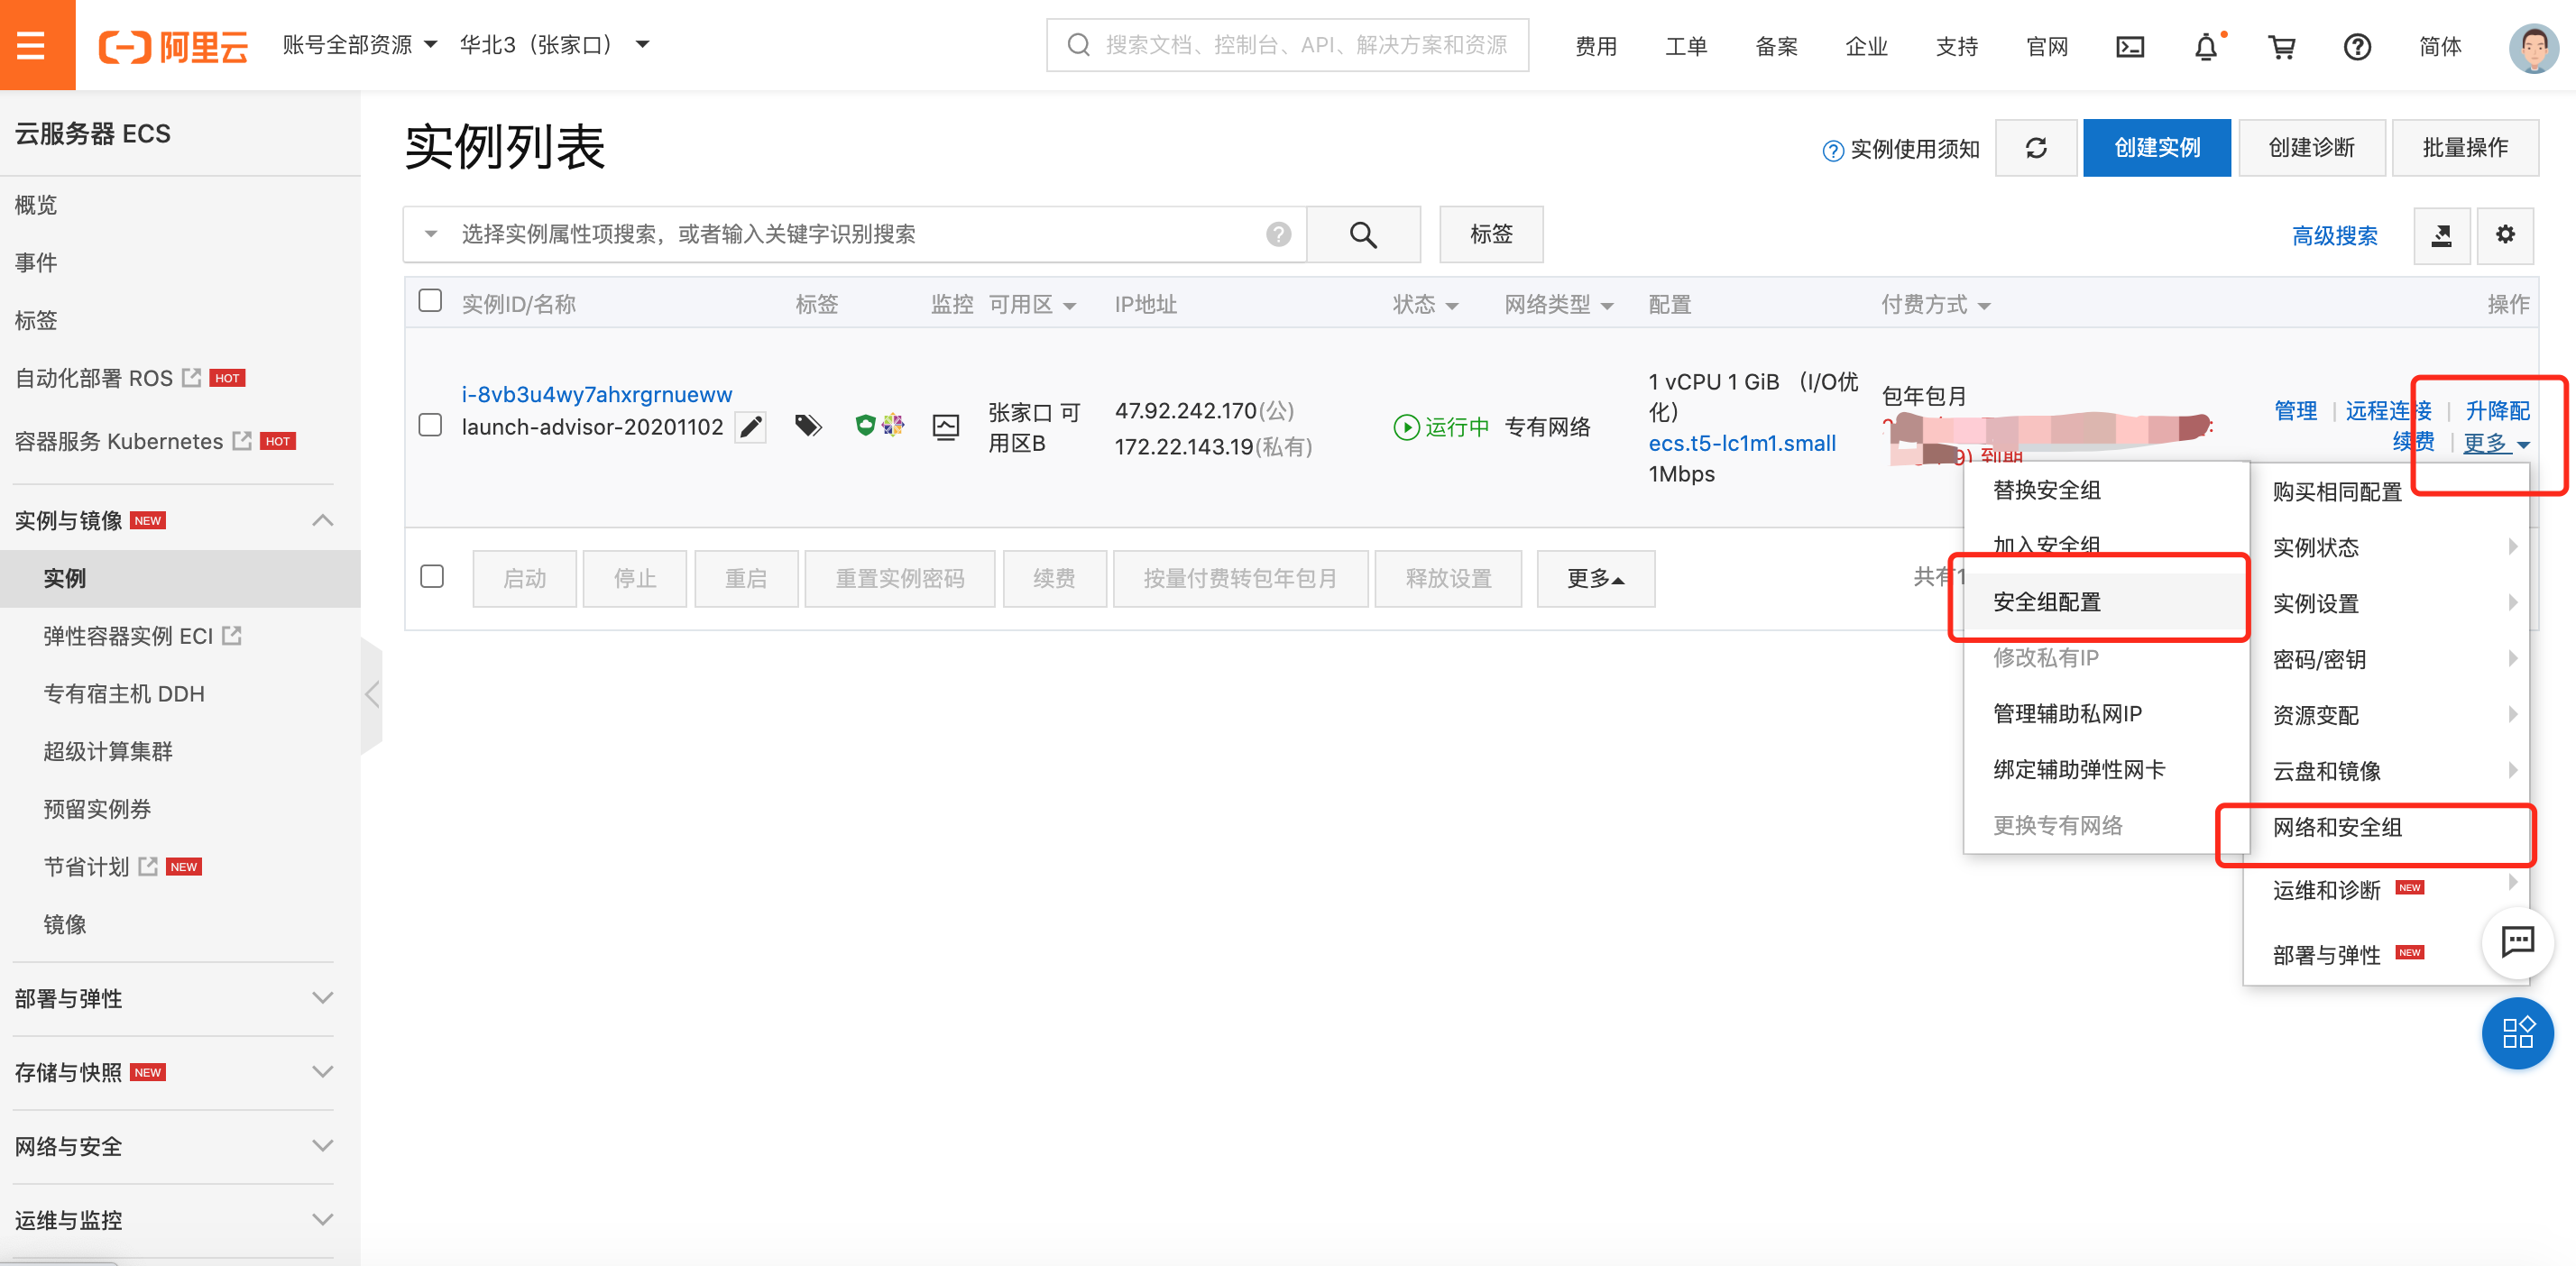 阿里云 账号全部资源 华北3（张家口） 搜索文档、控制台、API、解决方案和资源 费用 工单 备案 企业 支持 官网 简体
云服务器 ECS
概览
事件
标签
自动化部署 ROS HOT
容器服务 Kubernetes HOT
实例与镜像 NEW
实例
弹性容器实例 ECI
专有宿主机 DDH
超级计算集群
预留实例券
节省计划 NEW
镜像
部署与弹性
存储与快照 NEW
网络与安全
运维与监控
实例列表
实例使用须知 创建实例 创建诊断 批量操作
选择实例属性项搜索，或者输入关键字识别搜索 标签 高级搜索
实例ID/名称 标签 监控 可用区 IP地址 状态 网络类型 配置 付费方式 操作
i-8vb3u4wy7ahxrgrnueww
launch-advisor-20201102
张家口 可
用区B
47.92.242.170(公)
172.22.143.19(私有)
运行中
专有网络
1 vCPU 1 GiB （I/O优
化）
ecs.t5-lc1m1.small
1Mbps
包年包月
到期
管理 | 远程连接 | 升降配
续费 | 更多
启动 停止 重启 重置实例密码 续费 按量付费转包年包月 释放设置 更多 共有1
替换安全组
加入安全组
安全组配置
修改私有IP
管理辅助私网IP
绑定辅助弹性网卡
更换专有网络
购买相同配置
实例状态
实例设置
密码/密钥
资源变配
云盘和镜像
网络和安全组
运维和诊断 NEW
部署与弹性 NEW